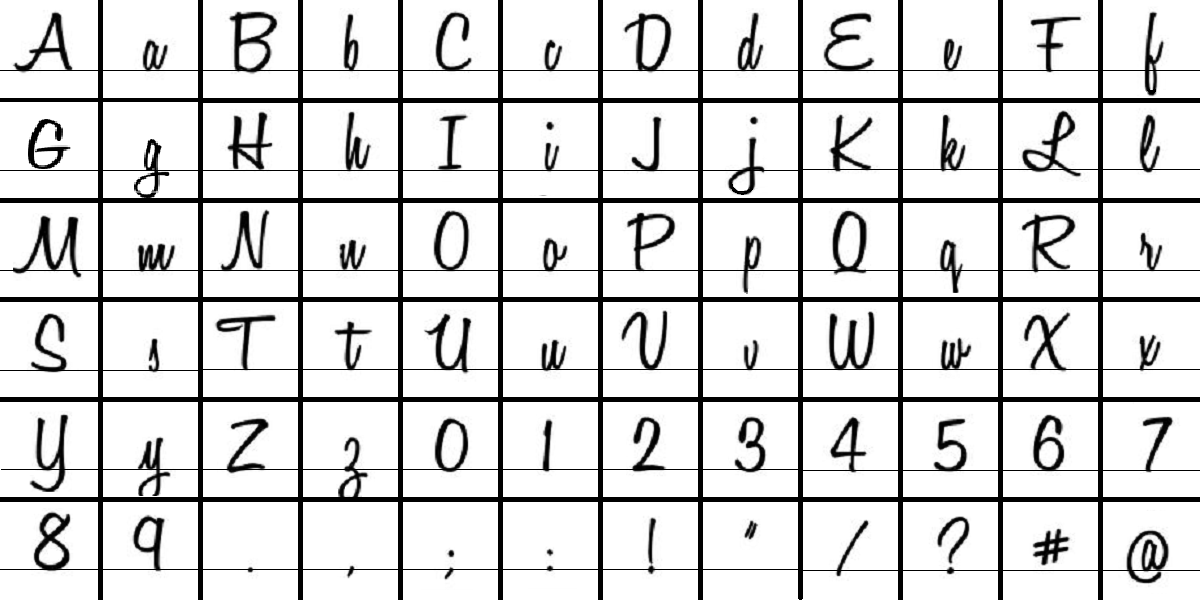 A a B b C c D d E e F f
G g H h I i J j K k L l
M m N n O o P p Q q R r
S s T t U u V v W w X x
Y y Z z 0 1 2 3 4 5 6 7
8 9 . , ; : ! " / ? # @